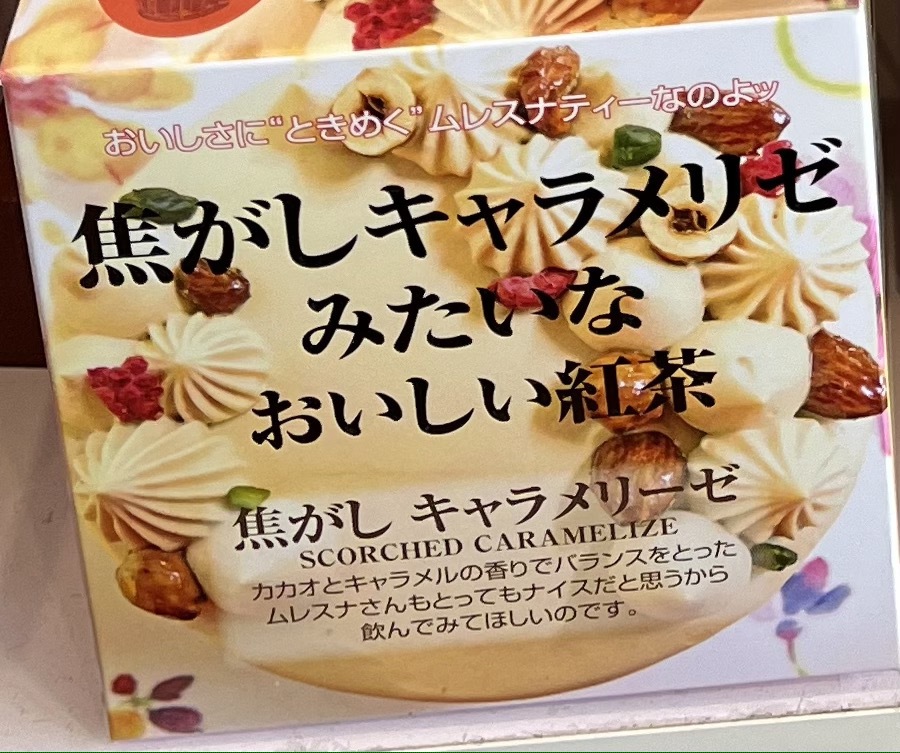 おいしさに"ときめく"ムレスナティーなのよッ
焦がしキャラメリゼ
みたいな
おいしい紅茶
焦がし キャラメリーゼ
SCORCHED CARAMELIZE
カカオとキャラメルの香りでバランスをとった
ムレスナさんもとってもナイスだと思うから
飲んでみてほしいのです。